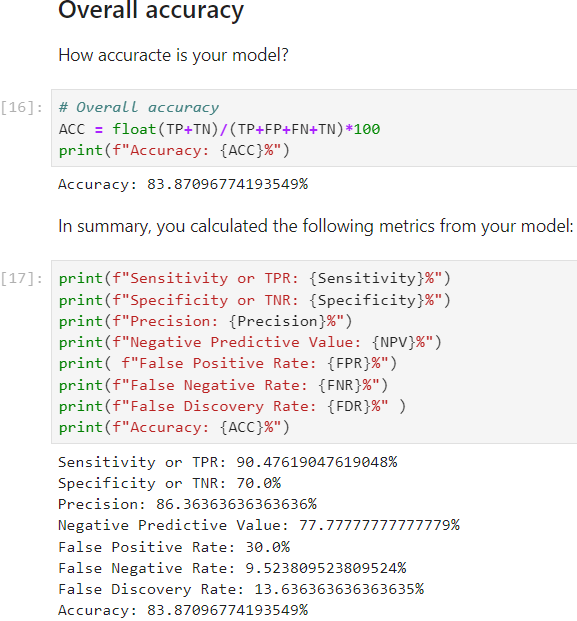 Overall accuracy
How accuracte is your model?
[16]: # Overall accuracy
ACC = float(TP+TN)/(TP+FP+FN+TN)*100
print(f"Accuracy: {ACC}%")
Accuracy: 83.87096774193549%
In summary, you calculated the following metrics from your model:
[17]: print(f"Sensitivity or TPR: {Sensitivity}%")
print(f"Specificity or TNR: {Specificity}%")
print(f"Precision: {Precision}%")
print(f"Negative Predictive Value: {NPV}%")
print( f"False Positive Rate: {FPR}%")
print(f"False Negative Rate: {FNR}%")
print(f"False Discovery Rate: {FDR}%" )
print(f"Accuracy: {ACC}%")
Sensitivity or TPR: 90.47619047619048%
Specificity or TNR: 70.0%
Precision: 86.36363636363636%
Negative Predictive Value: 77.77777777777779%
False Positive Rate: 30.0%
False Negative Rate: 9.523809523809524%
False Discovery Rate: 13.636363636363635%
Accuracy: 83.87096774193549%